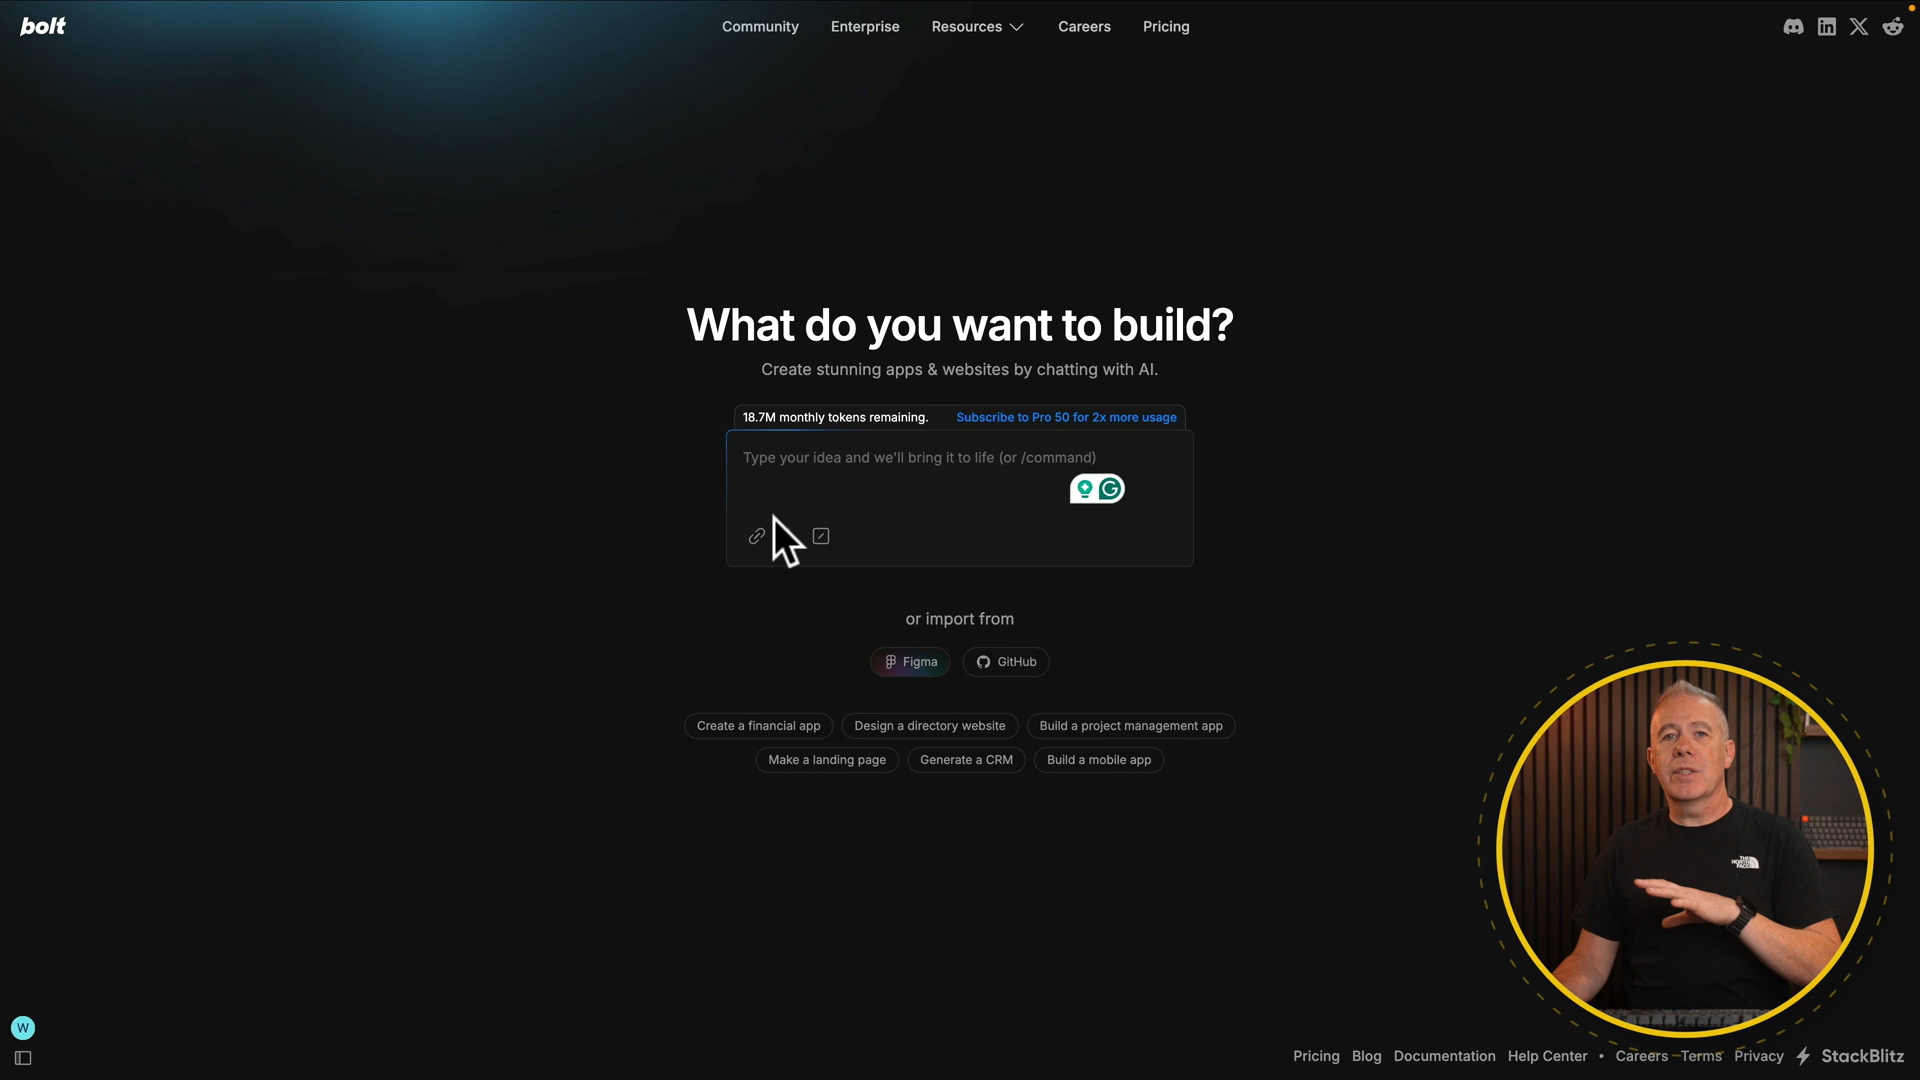 bolt
Community
Enterprise
Resources
Careers
Pricing
What do you want to build?
Create stunning apps & websites by chatting with AI.
18.7M monthly tokens remaining.
Subscribe to Pro 50 for 2x more usage
Type your idea and we'll bring it to life (or /command)
or import from
Figma
GitHub
Create a financial app
Design a directory website
Build a project management app
Make a landing page
Generate a CRM
Build a mobile app
THE NORTH FACE
W
Pricing
Blog
Documentation
Help Center
•
Careers
Terms
Privacy
StackBlitz